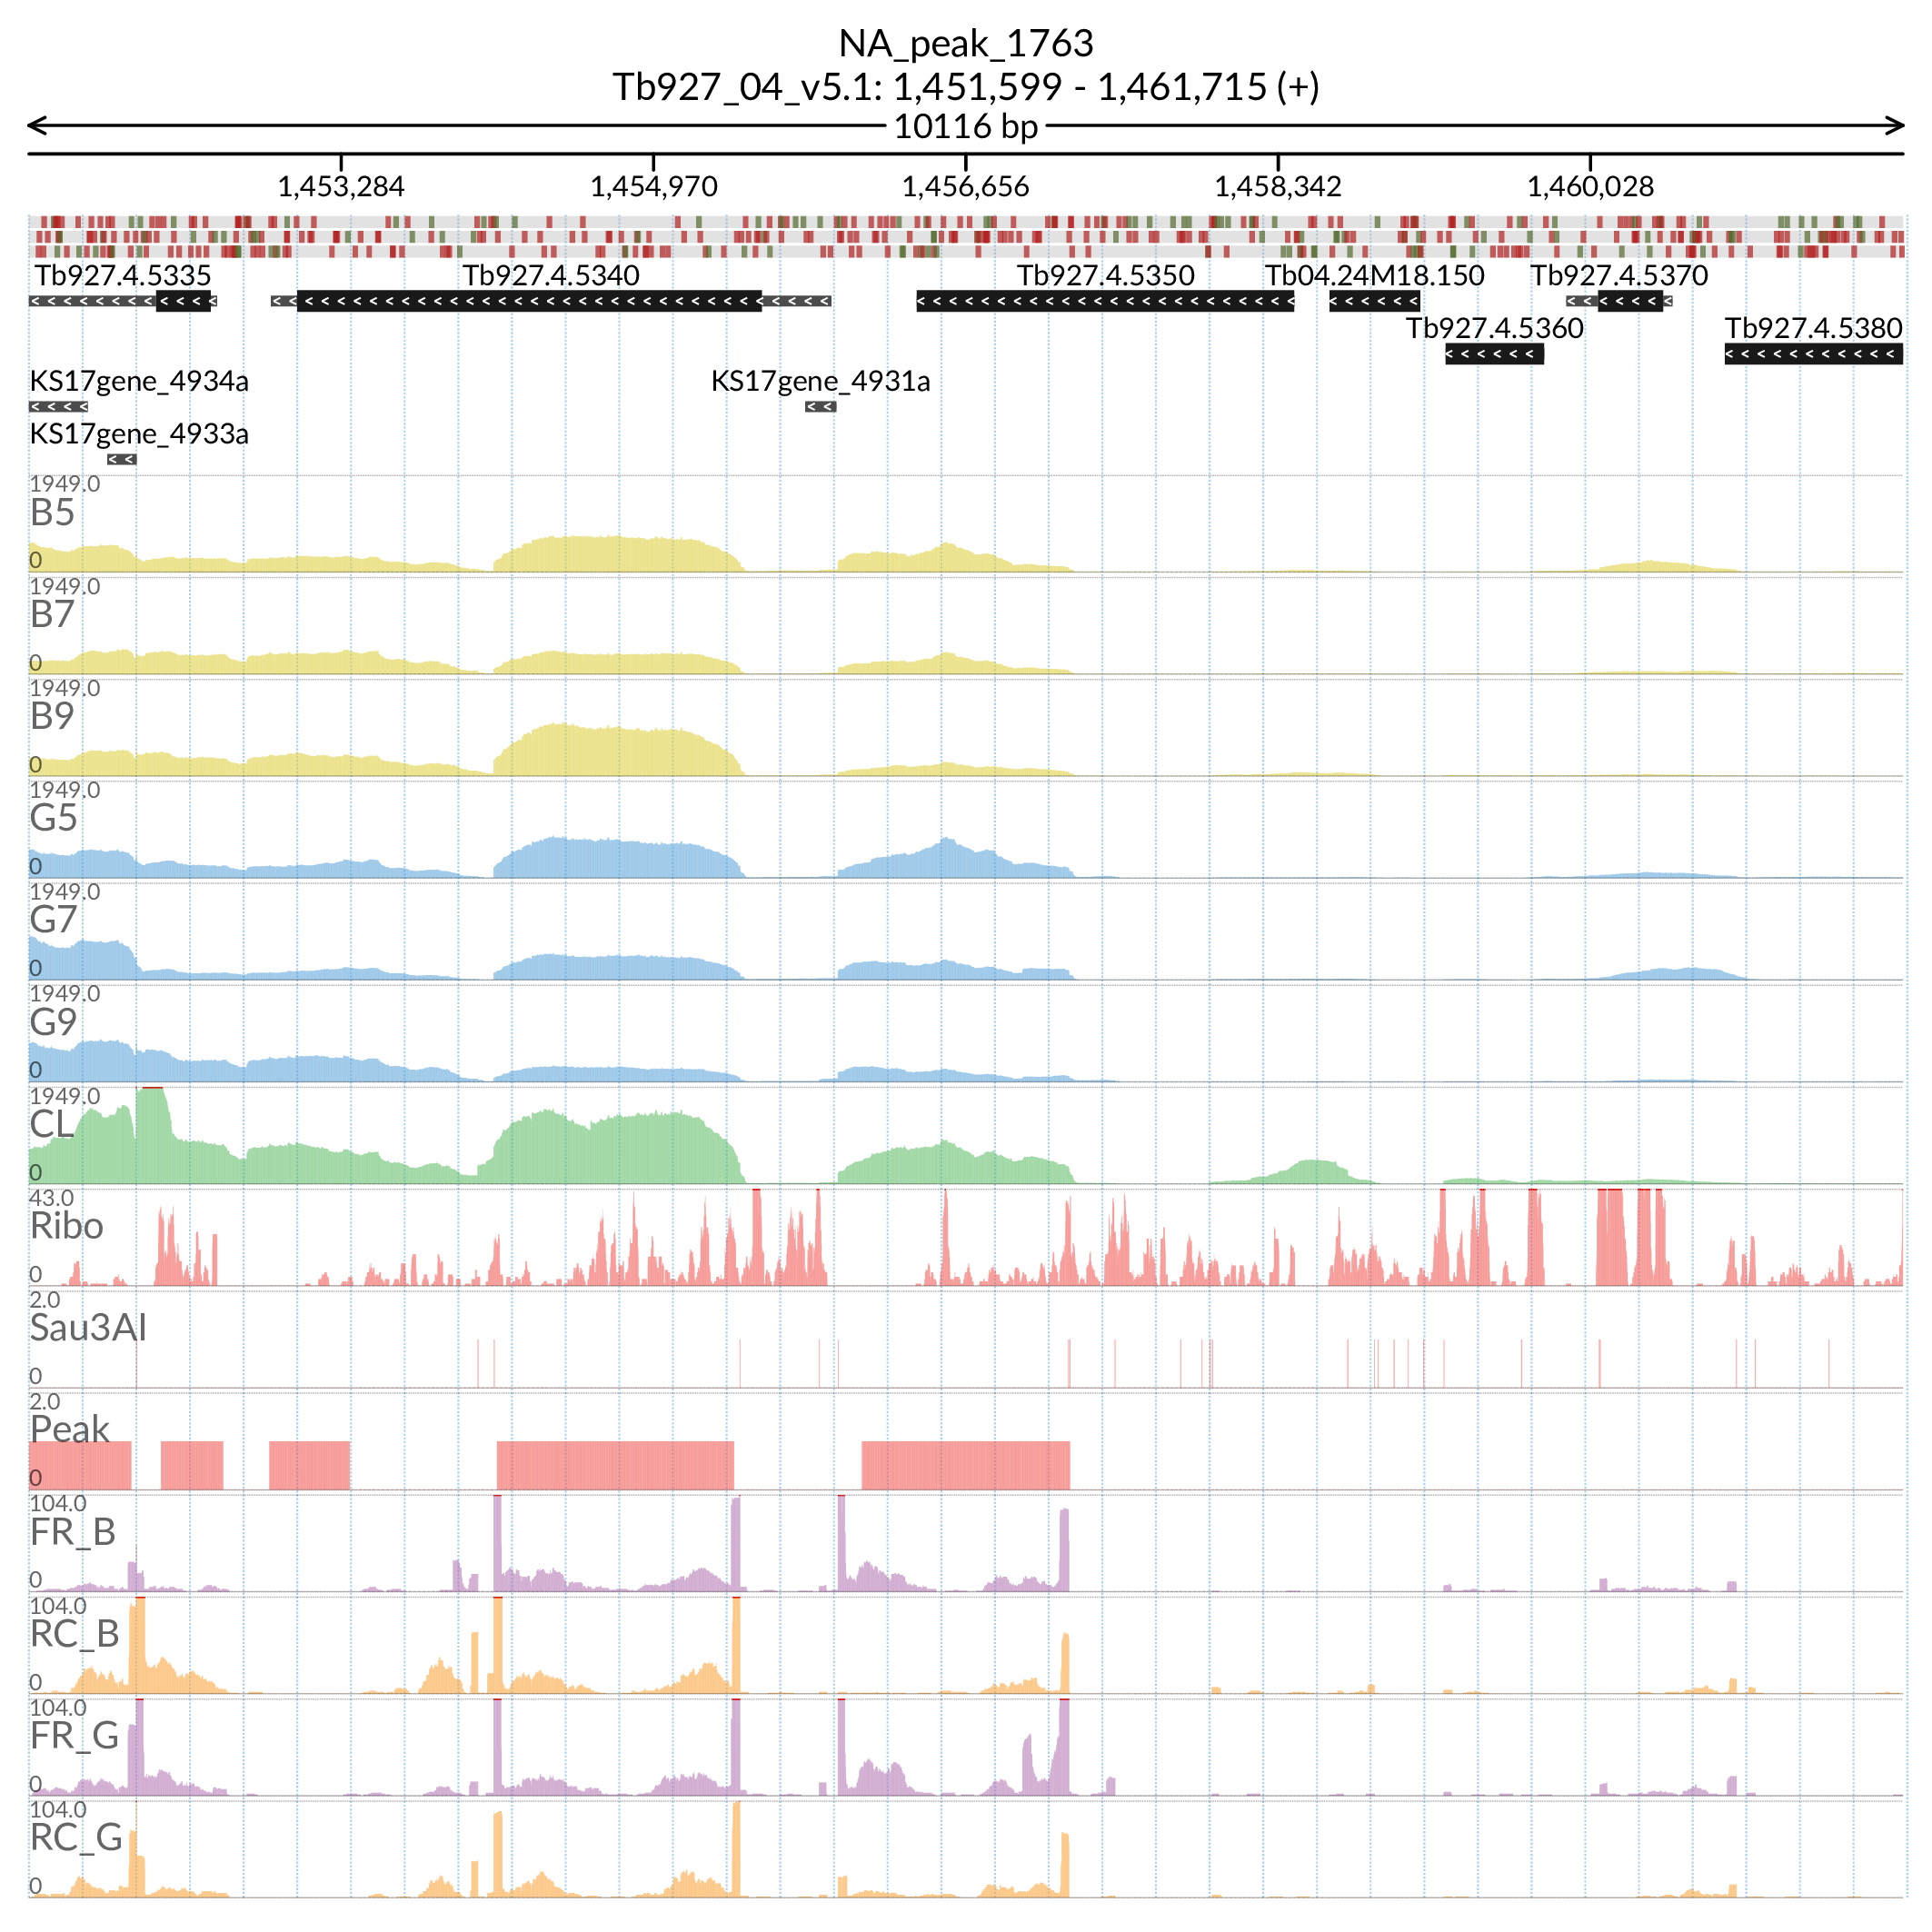 NA_peak_1763
Tb927_04_v5.1: 1,451,599 - 1,461,715 (+)
10116 bp
1,453,284 1,454,970 1,456,656 1,458,342 1,460,028
Tb927.4.5335 Tb927.4.5340 Tb927.4.5350 Tb04.24M18.150 Tb927.4.5370
Tb927.4.5360 Tb927.4.5380
KS17gene_4934a KS17gene_4931a
KS17gene_4933a
1949.0
B5
0
1949.0
B7
0
1949.0
B9
0
1949.0
G5
0
1949.0
G7
0
1949.0
G9
0
1949.0
CL
0
43.0
Ribo
0
2.0
Sau3AI
0
2.0
Peak
0
104.0
FR_B
0
104.0
RC_B
0
104.0
FR_G
0
104.0
RC_G
0